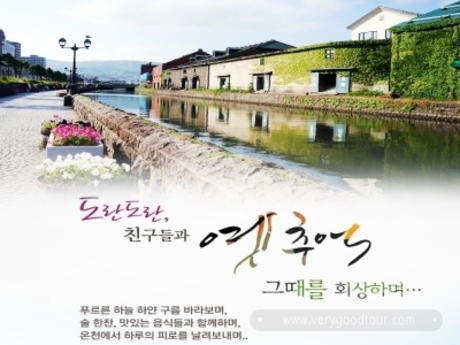 도란도란,
친구들과 옛 추억
그때를 회상하며...
푸르른 하늘 하얀 구름 바라보며,
술 한잔, 맛있는 음식들과 함께하며,
온천에서 하루의 피로를 날려보내며..
www.verygoodtour.com